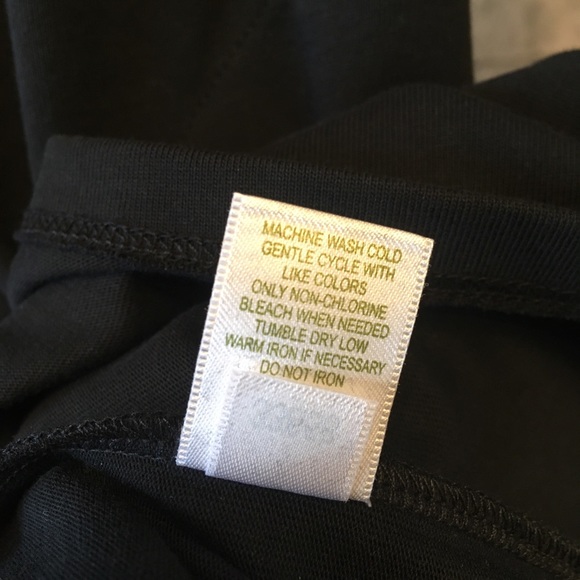 MACHINE WASH COLD
GENTLE CYCLE WITH
LIKE COLORS
ONLY NON-CHLORINE
BLEACH WHEN NEEDED
TUMBLE DRY LOW
WARM IRON IF NECESSARY
DO NOT IRON